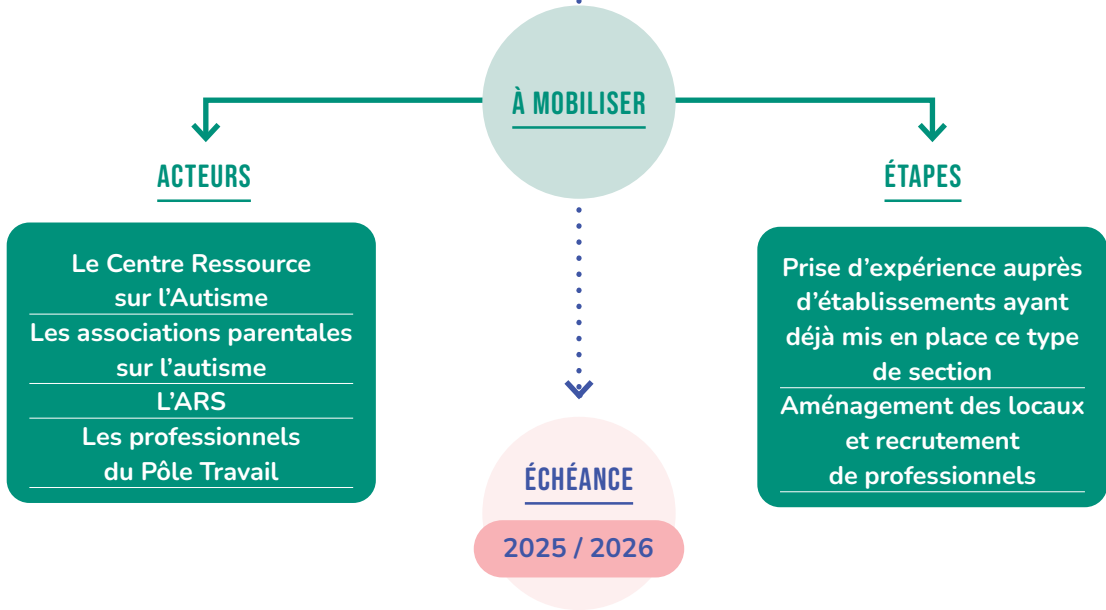 À MOBILISER
ACTEURS
Le Centre Ressource
sur l’Autisme
Les associations parentales
sur l’autisme
L’ARS
Les professionnels
du Pôle Travail
ÉTAPES
Prise d’expérience auprès
d’établissements ayant
déjà mis en place ce type
de section
Aménagement des locaux
et recrutement
de professionnels
ÉCHÉANCE
2025 / 2026